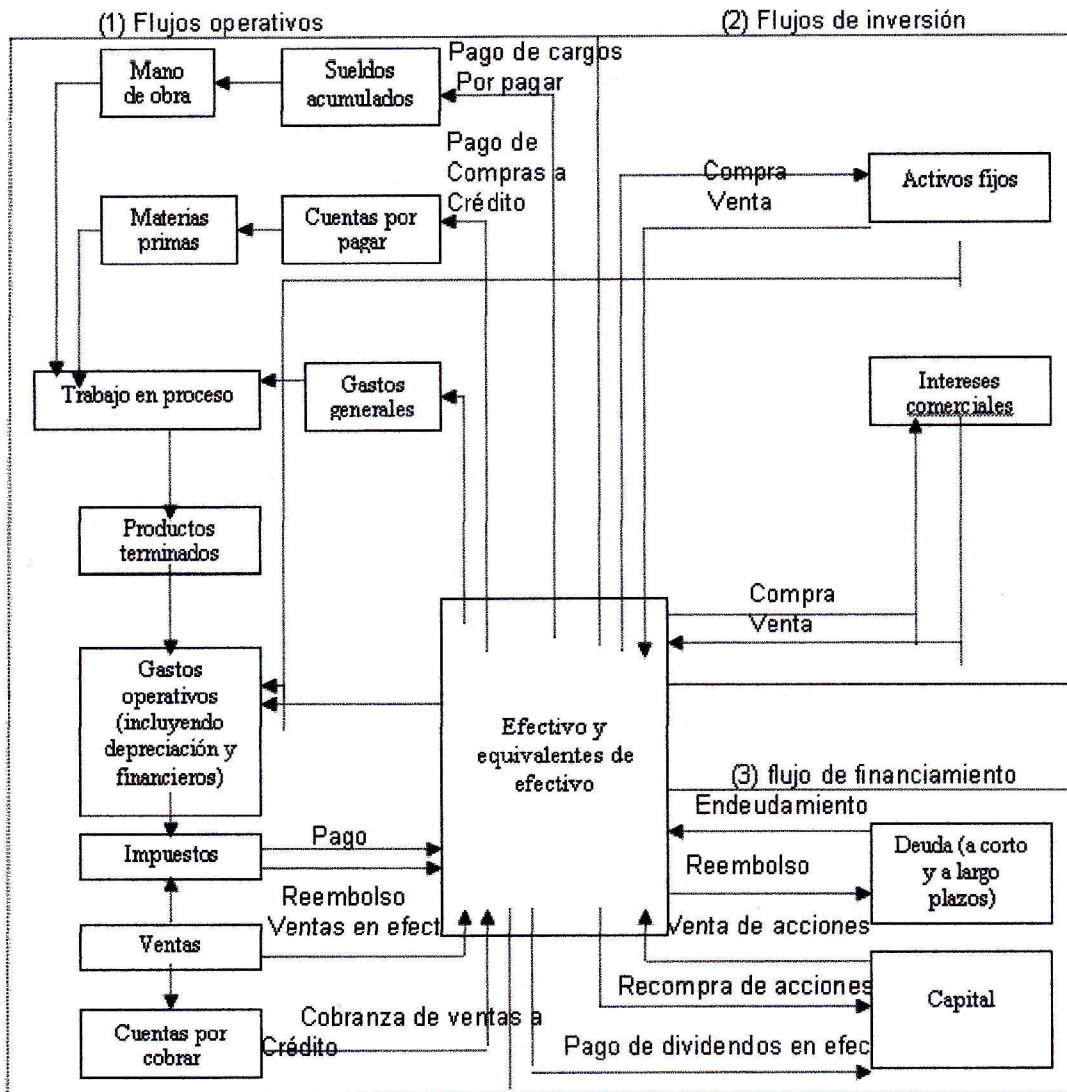 (1) Flujos operativos
(2) Flujos de inversión
Mano
de obra
Sueldos
acumulados
Pago de cargos
Por pagar
Pago de
Compras a
Crédito
Materias
primas
Cuentas por
pagar
Compra
Venta
Activos fijos
Trabajo en proceso
Gastos
generales
Intereses
comerciales
Productos
terminados
Compra
Venta
Gastos
operativos
(incluyendo
depreciación y
financieros)
Efectivo y
equivalentes de
efectivo
(3) flujo de financiamiento
Endeudamiento
Impuestos
Pago
Reembolso
Deuda (a corto
y a largo
plazos)
Reembolso
Ventas
Ventas en efect
Venta de acciones
Recompra de acciones
Capital
Cuentas por
cobrar
Cobranza de ventas a
Crédito
Pago de dividendos en efec